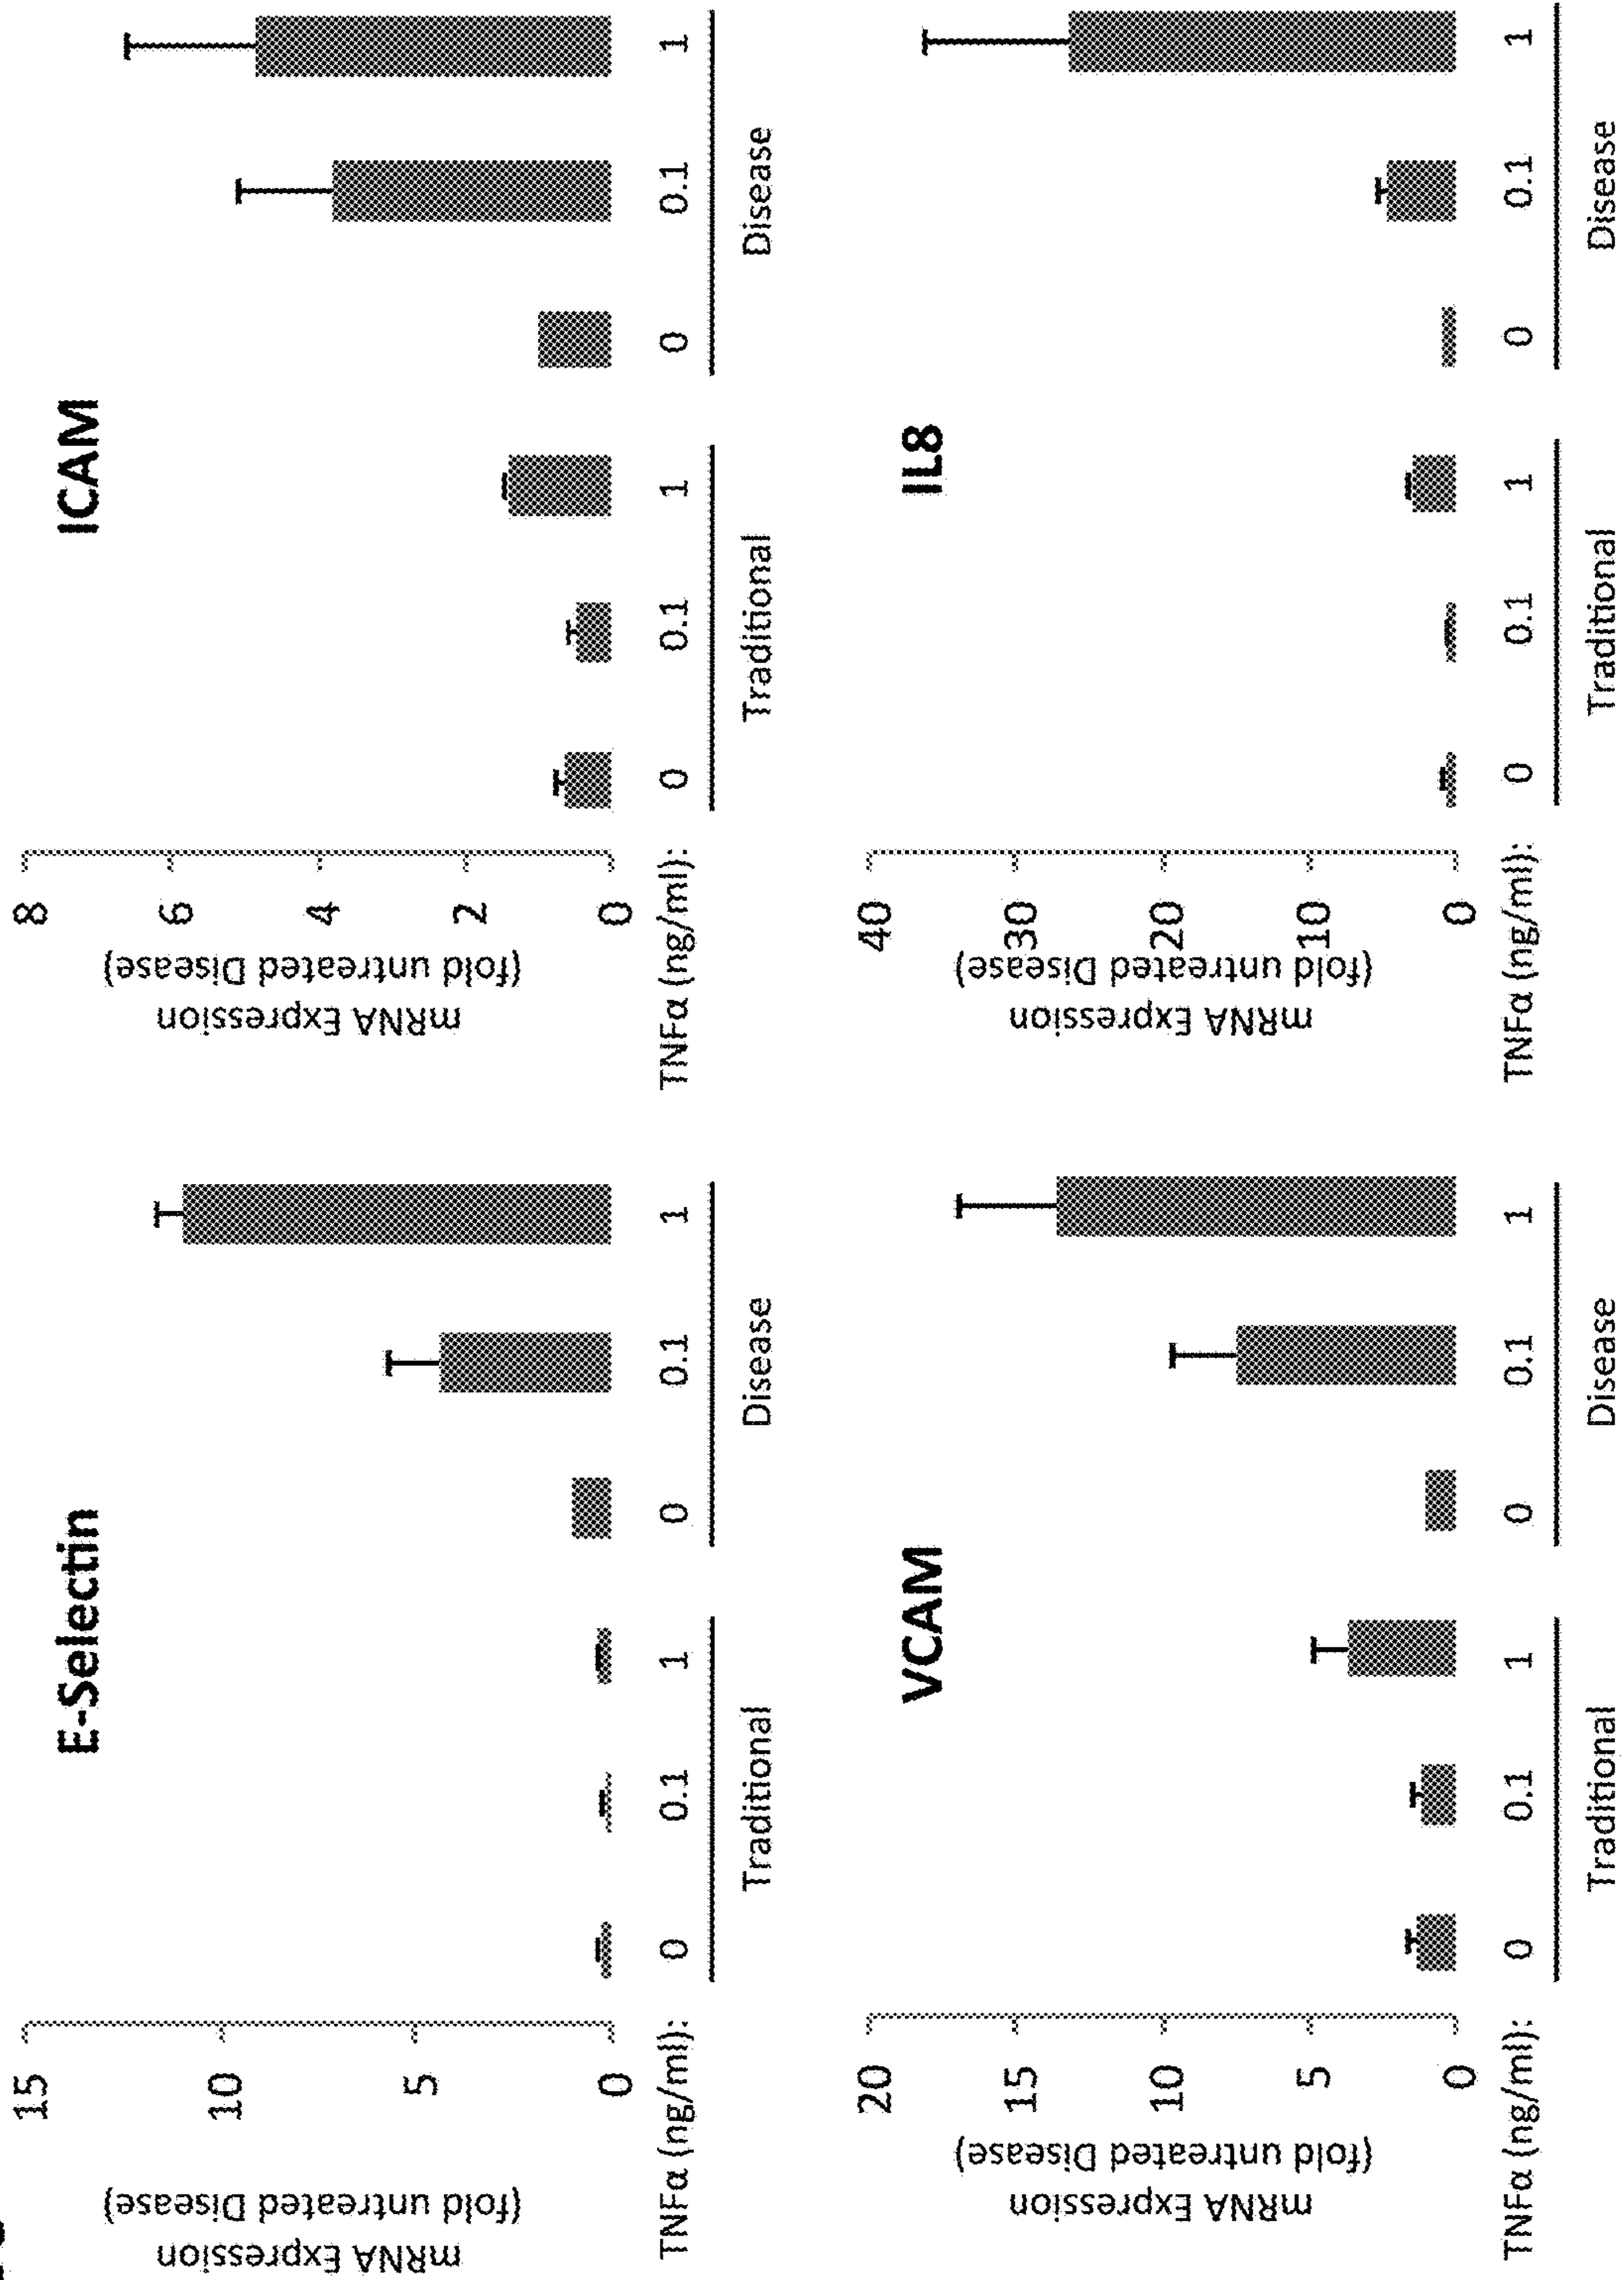 E-Selectin
mRNA Expression
(fold untreated Disease)
15
10
5
0
TNFα (ng/ml):
0
0.1
1
0
0.1
1
Traditional
Disease
ICAM
mRNA Expression
(fold untreated Disease)
8
6
4
2
0
TNFα (ng/ml):
0
0.1
1
0
0.1
1
Traditional
Disease
VCAM
mRNA Expression
(fold untreated Disease)
20
15
10
5
0
TNFα (ng/ml):
0
0.1
1
0
0.1
1
Traditional
Disease
IL8
mRNA Expression
(fold untreated Disease)
40
30
20
10
0
TNFα (ng/ml):
0
0.1
1
0
0.1
1
Traditional
Disease